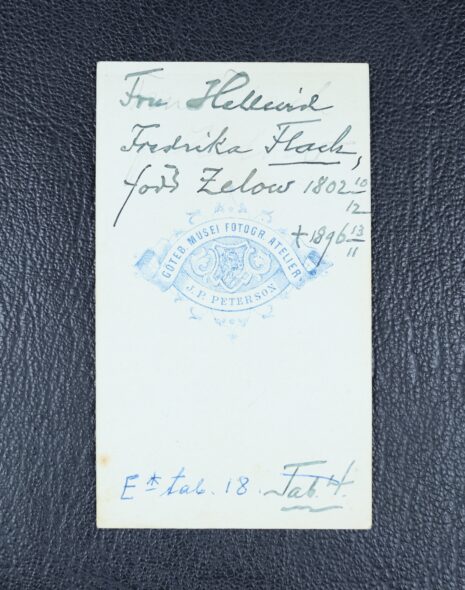 Fru Hellevid
Fredrika Flach,
född Zelow 1802 10/12
† 1896 13/11
GÖTEB. MUSEI FOTOGR. ATELIER
J. P. PETERSON
E* tab. 18. Tab 4.